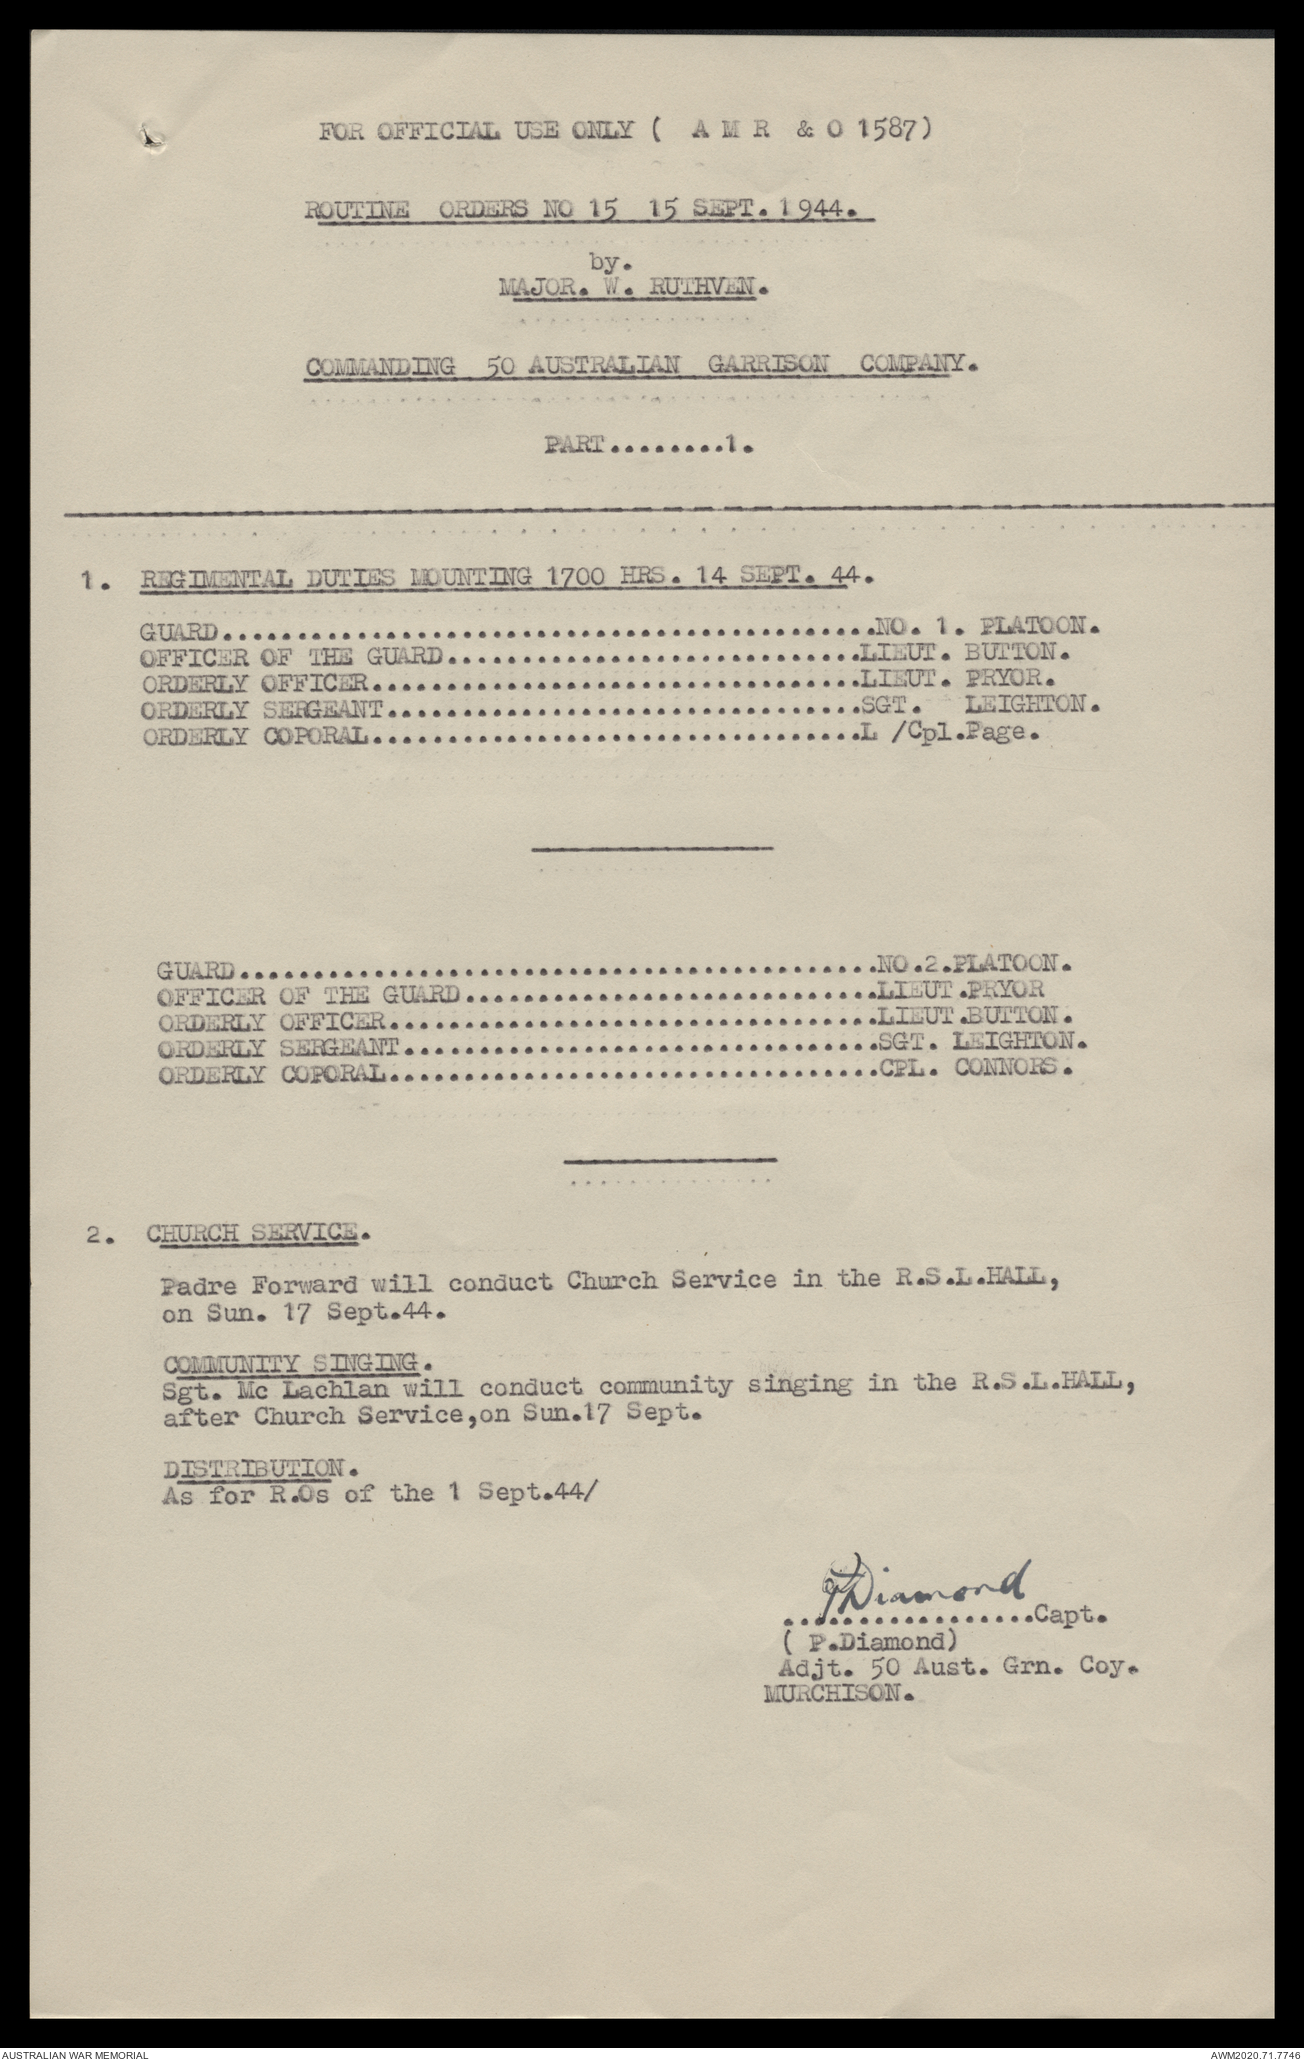 FOR OFFICIAL USE ONLY ( A M R & O 1587)
ROUTINE ORDERS NO 15 15 SEPT. 1944.
by.
MAJOR. W. RUTHVEN.
COMMANDING 50 AUSTRALIAN GARRISON COMPANY.
PART........1.
1. REGIMENTAL DUTIES MOUNTING 1700 HRS. 14 SEPT. 44.
GUARD............................................NO. 1. PLATOON.
OFFICER OF THE GUARD............................LIEUT. BUTTON.
ORDERLY OFFICER.................................LIEUT. PRYOR.
ORDERLY SERGEANT................................SGT. LEIGHTON.
ORDERLY COPORAL.................................L /Cpl.Page.
GUARD...........................................NO.2.PLATOON.
OFFICER OF THE GUARD............................LIEUT.PRYOR
ORDERLY OFFICER.................................LIEUT.BUTTON.
ORDERLY SERGEANT................................SGT. LEIGHTON.
ORDERLY COPORAL.................................CPL. CONNORS.
2. CHURCH SERVICE.
Padre Forward will conduct Church Service in the R.S.L.HALL,
on Sun. 17 Sept.44.
COMMUNITY SINGING.
Sgt. Mc Lachlan will conduct community singing in the R.S.L.HALL,
after Church Service,on Sun.17 Sept.
DISTRIBUTION.
As for R.Os of the 1 Sept.44/
PDiamond
.................Capt.
( P.Diamond)
Adjt. 50 Aust. Grn. Coy.
MURCHISON.
AUSTRALIAN WAR MEMORIAL
AWM2020.71.7746